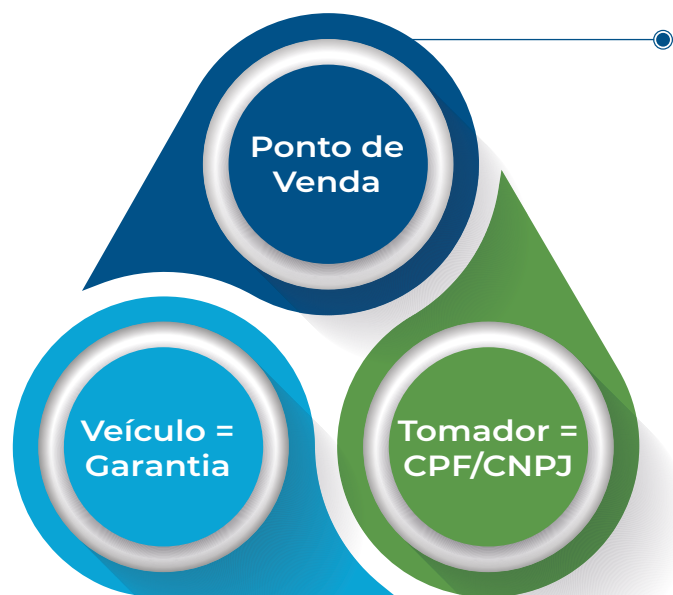 Ponto de
Venda
Veículo =
Garantia
Tomador =
CPF/CNPJ